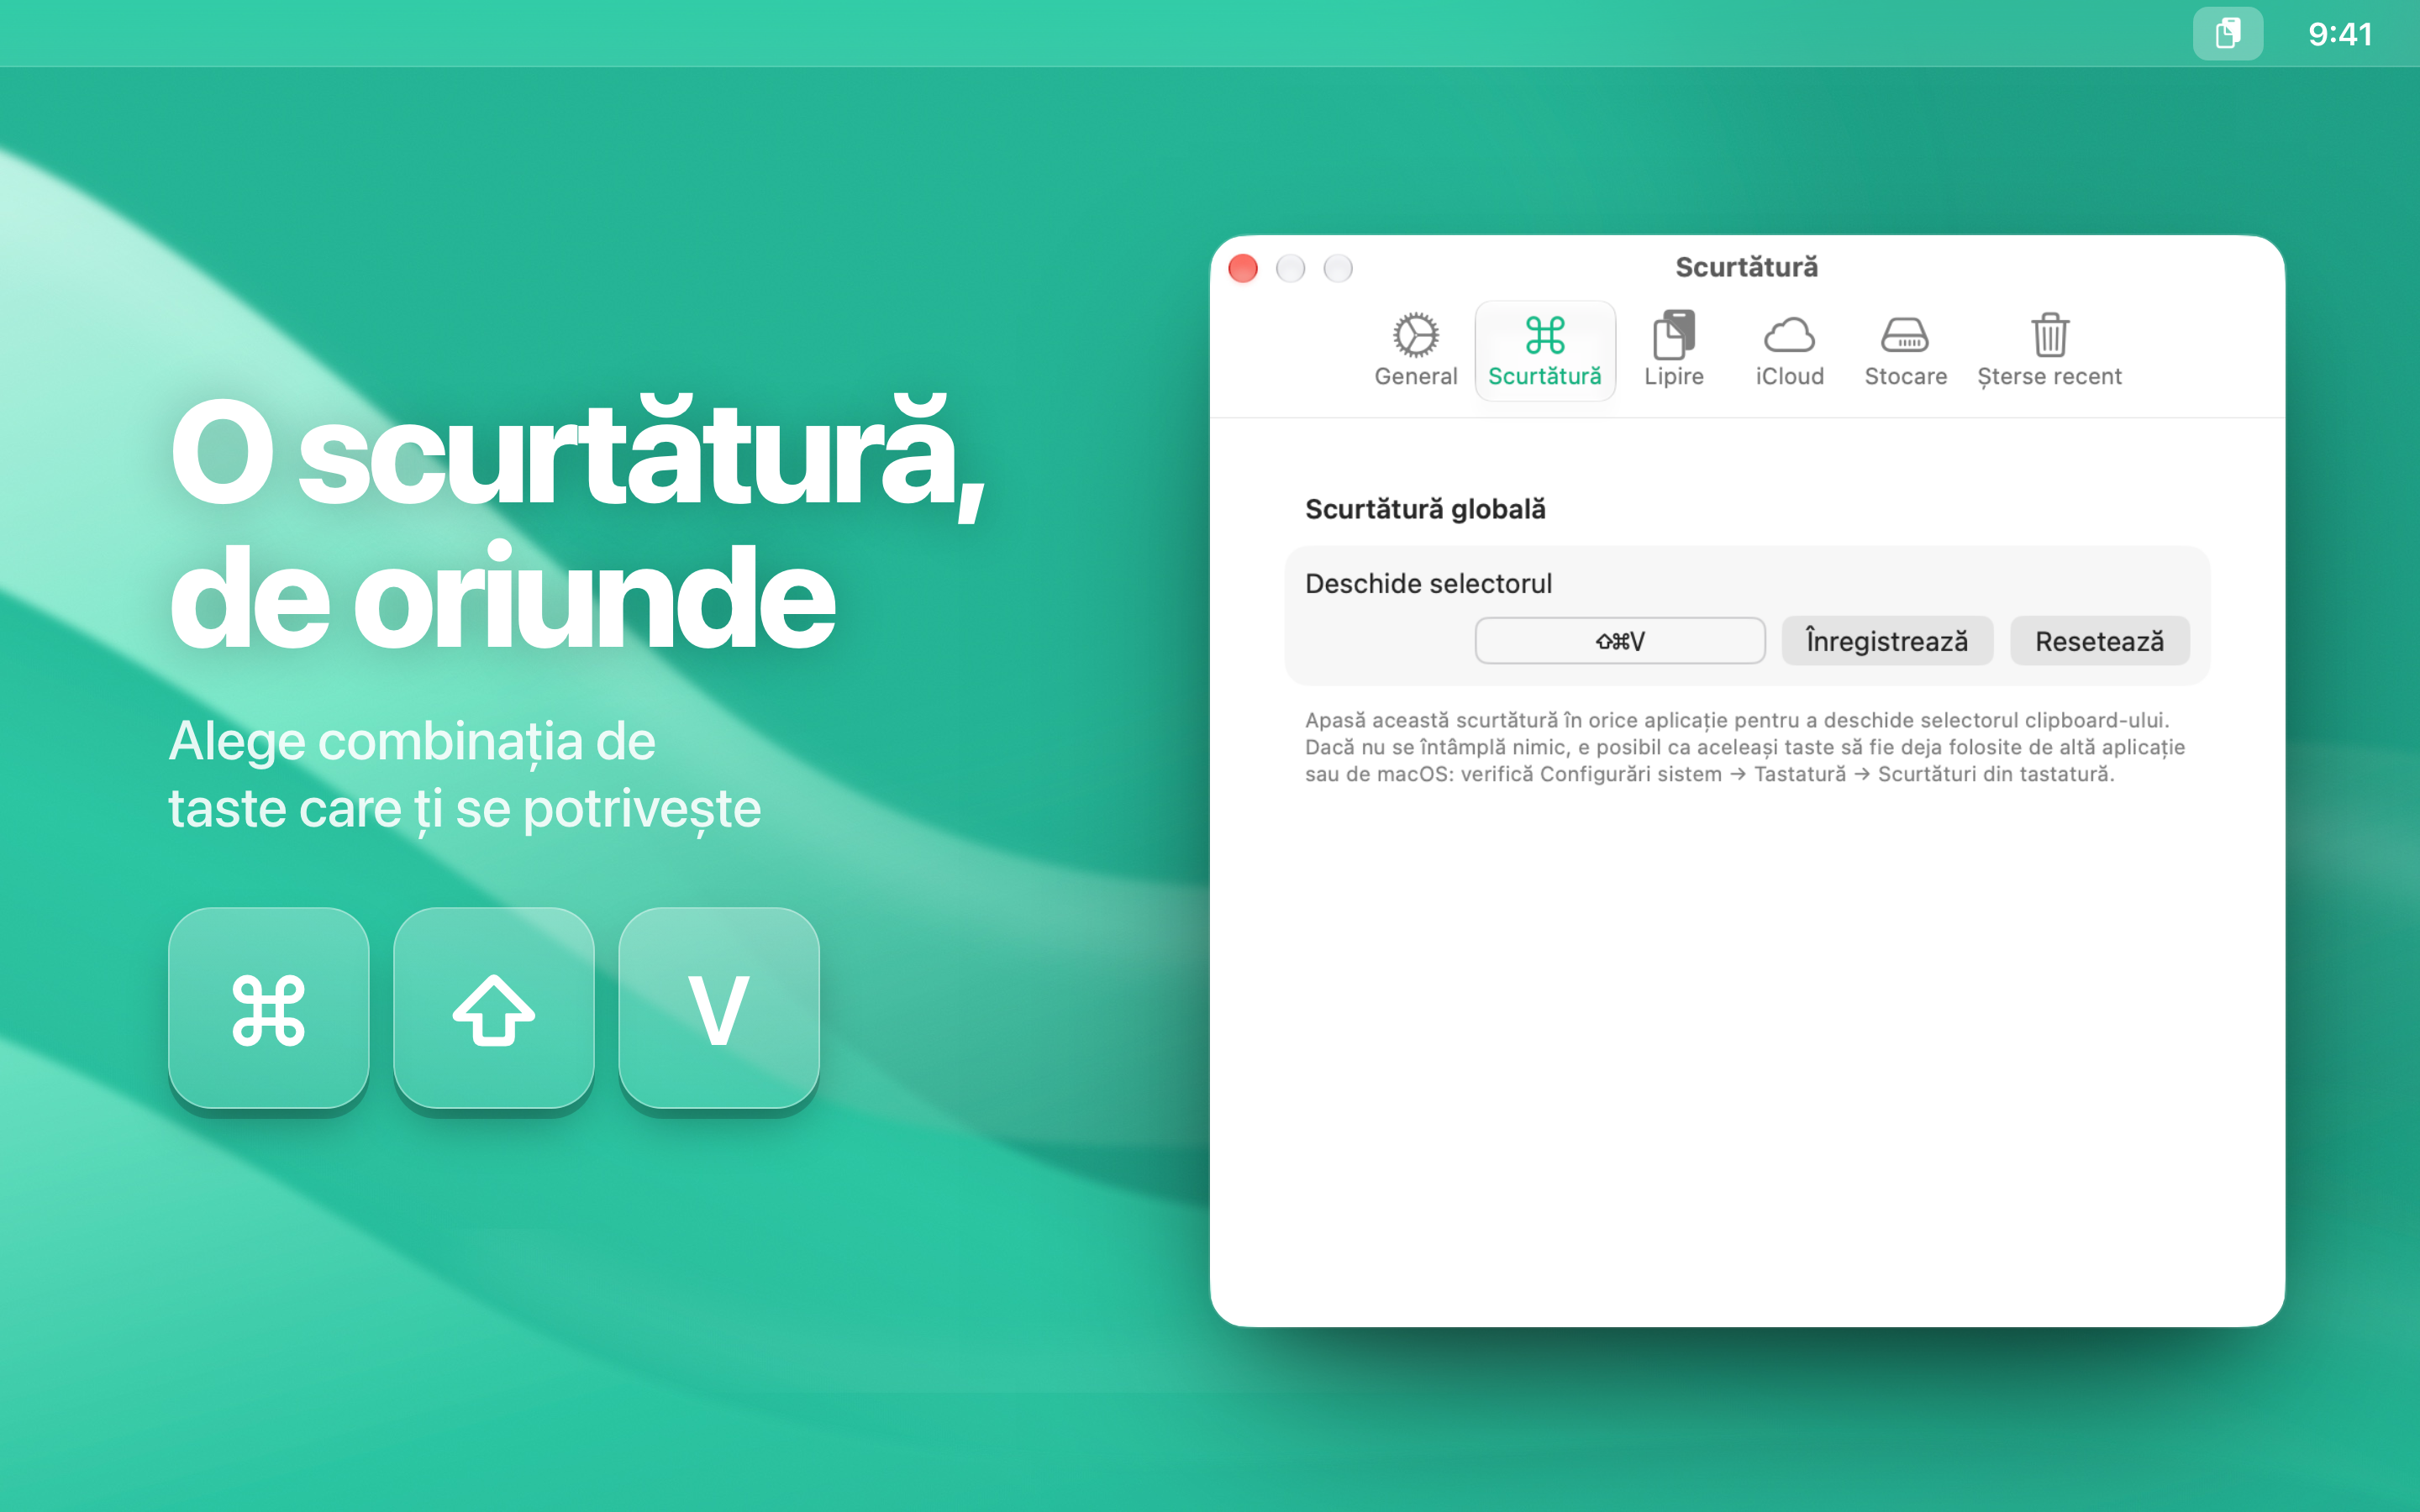 9:41
O scurtătură,
de oriunde
Alege combinația de
taste care ți se potrivește
⌘ ⇧ V
Scurtătură
General Scurtătură Lipire iCloud Stocare Șterse recent
Scurtătură globală
Deschide selectorul
⇧⌘V Înregistrează Resetează
Apasă această scurtătură în orice aplicație pentru a deschide selectorul clipboard-ului.
Dacă nu se întâmplă nimic, e posibil ca aceleași taste să fie deja folosite de altă aplicație
sau de macOS: verifică Configurări sistem → Tastatură → Scurtături din tastatură.